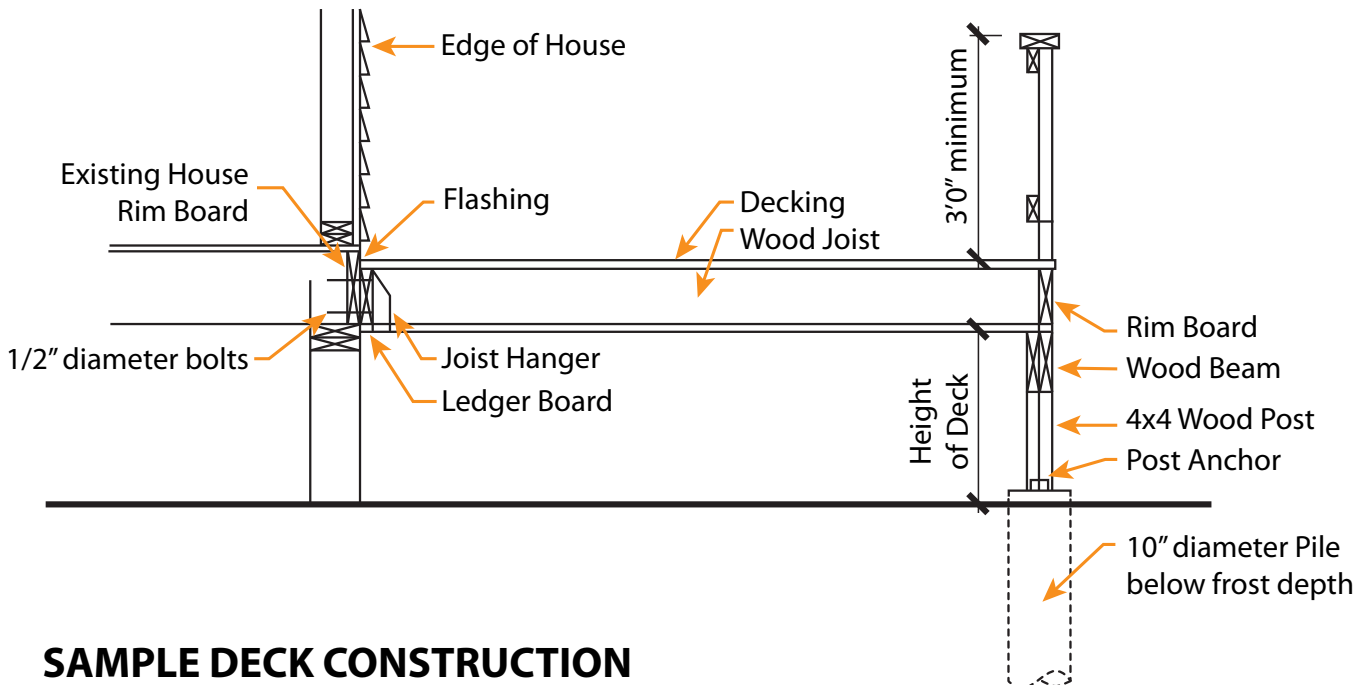 Edge of House
Existing House
Rim Board
Flashing
Decking
Wood Joist
3’0” minimum
1/2” diameter bolts
Joist Hanger
Ledger Board
Height
of Deck
Rim Board
Wood Beam
4x4 Wood Post
Post Anchor
10” diameter Pile
below frost depth
SAMPLE DECK CONSTRUCTION